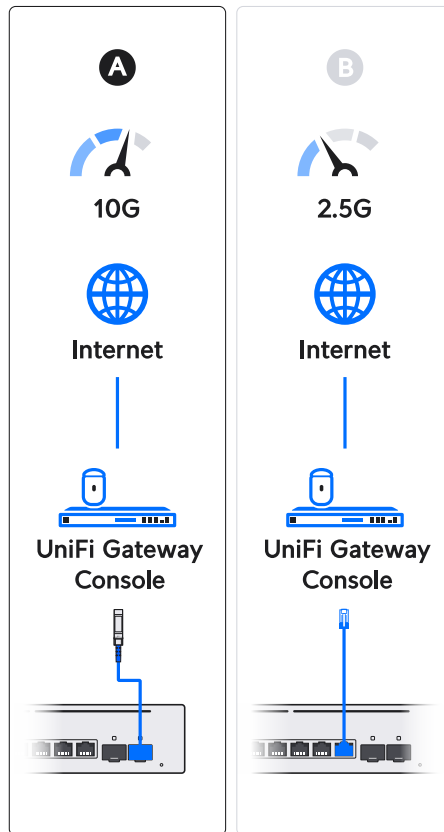 A
10G
Internet
UniFi Gateway
Console
B
2.5G
Internet
UniFi Gateway
Console